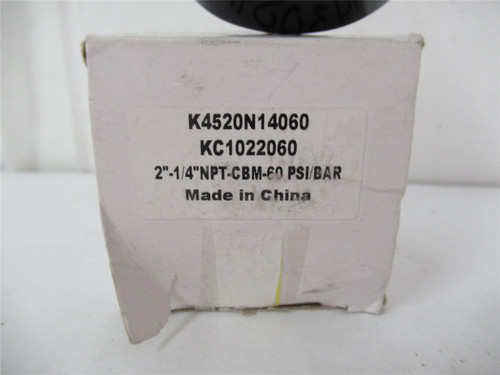 K4520N14060
KC1022060
2"-1/4"NPT-CBM-60 PSI/BAR
Made in China